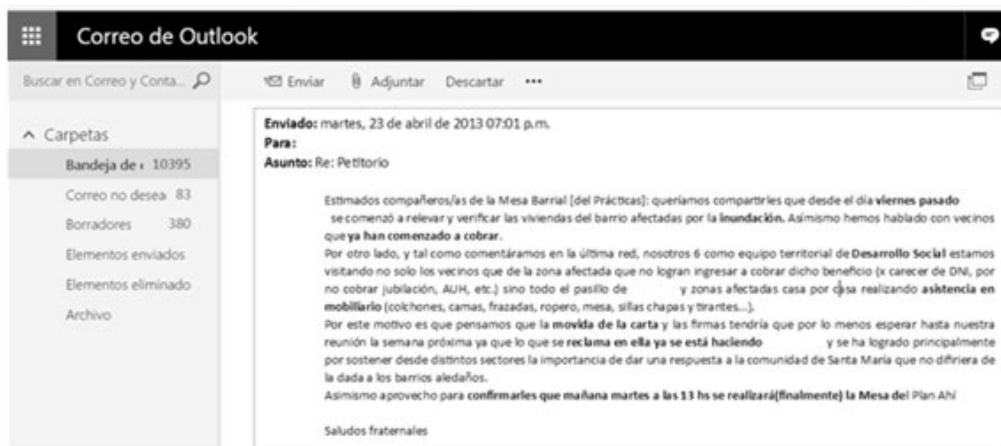 Correo de Outlook
Buscar en Correo y Conta...
Enviar Adjuntar Descartar ...
Carpetas
Bandeja de 10395
Correo no desea 83
Borradores 380
Elementos enviados
Elementos eliminado
Archivo
Enviado: martes, 23 de abril de 2013 07:01 p.m.
Para:
Asunto: Re: Petitorio
Estimados compañeros/as de la Mesa Barrial [del Prácticas]: queríamos compartirles que desde el día viernes pasado
se comenzó a relevar y verificar las viviendas del barrio afectadas por la inundación. Asimismo hemos hablado con vecinos
que ya han comenzado a cobrar.
Por otro lado, y tal como comentáramos en la última red, nosotros 6 como equipo territorial de Desarrollo Social estamos
visitando no solo los vecinos que de la zona afectada que no logran ingresar a cobrar dicho beneficio (x carecer de DNI, por
no cobrar jubilación, AUH, etc.) sino todo el pasillo de y zonas afectadas casa por casa realizando asistencia en
mobiliario (colchones, camas, frazadas, ropero, mesa, sillas chapas y tirantes...).
Por este motivo es que pensamos que la movida de la carta y las firmas tendría que por lo menos esperar hasta nuestra
reunión la semana próxima ya que lo que se reclama en ella ya se está haciendo y se ha logrado principalmente
por sostener desde distintos sectores la importancia de dar una respuesta a la comunidad de Santa María que no difiriera de
la dada a los barrios aledaños.
Asimismo aprovecho para confirmarles que mañana martes a las 13 hs se realizará(finalmente) la Mesa del Plan Ahí
Saludos fraternales